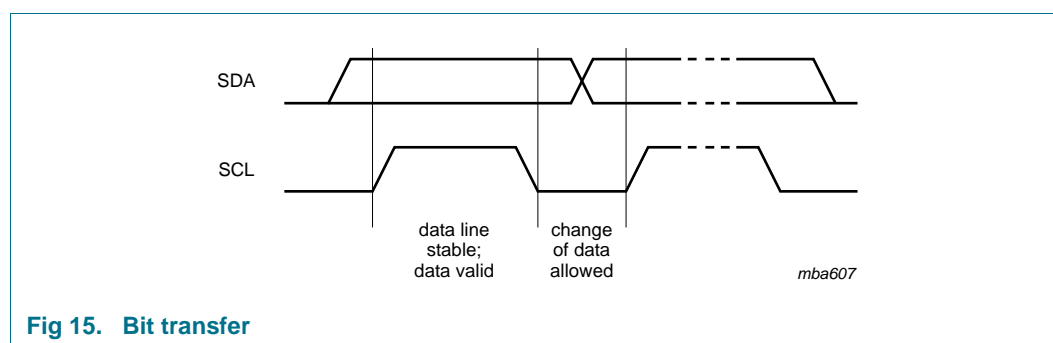 SDA
SCL
data line
stable;
data valid
change
of data
allowed
mba607
Fig 15. Bit transfer